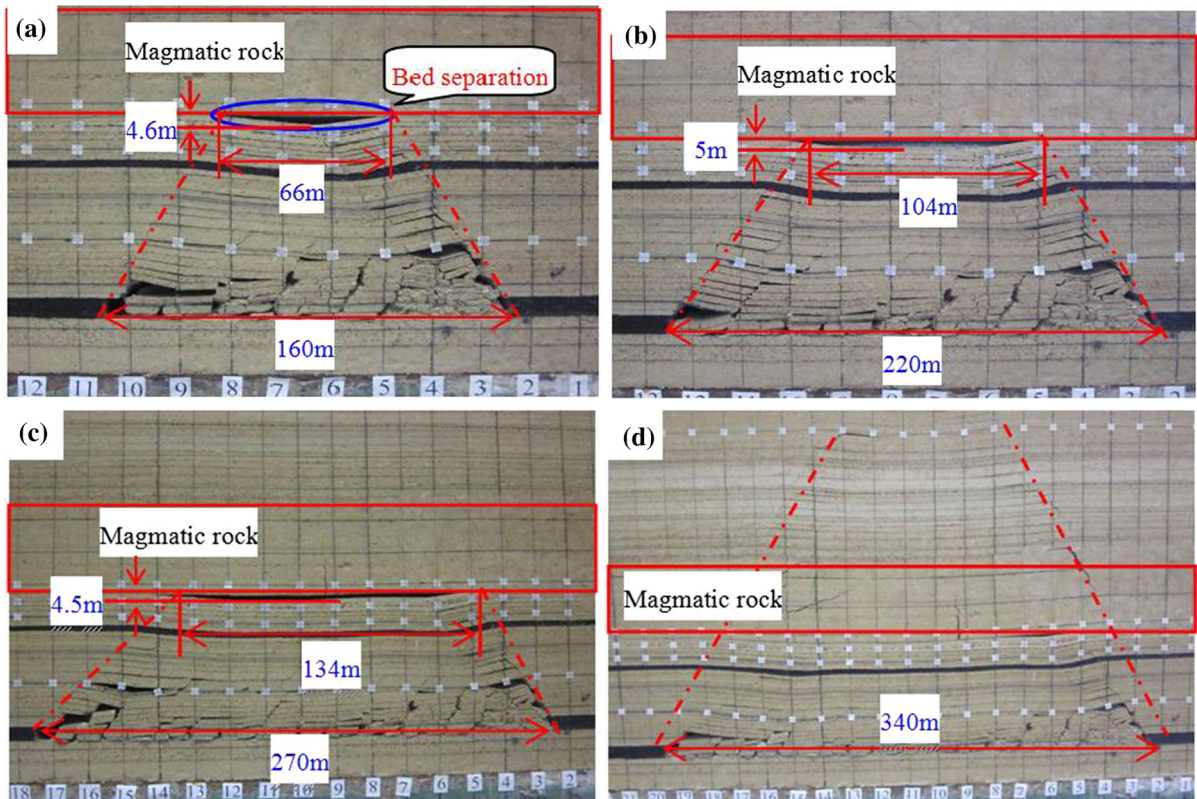 (a)
Magmatic rock
Bed separation
4.6m
66m
160m
12 11 10 9 8 7 6 5 4 3 2 1
(b)
Magmatic rock
5m
104m
220m
(c)
Magmatic rock
4.5m
134m
270m
18 17 16 15 14 13 12 11 10 9 8 7 6 5 4 3 2
(d)
Magmatic rock
340m